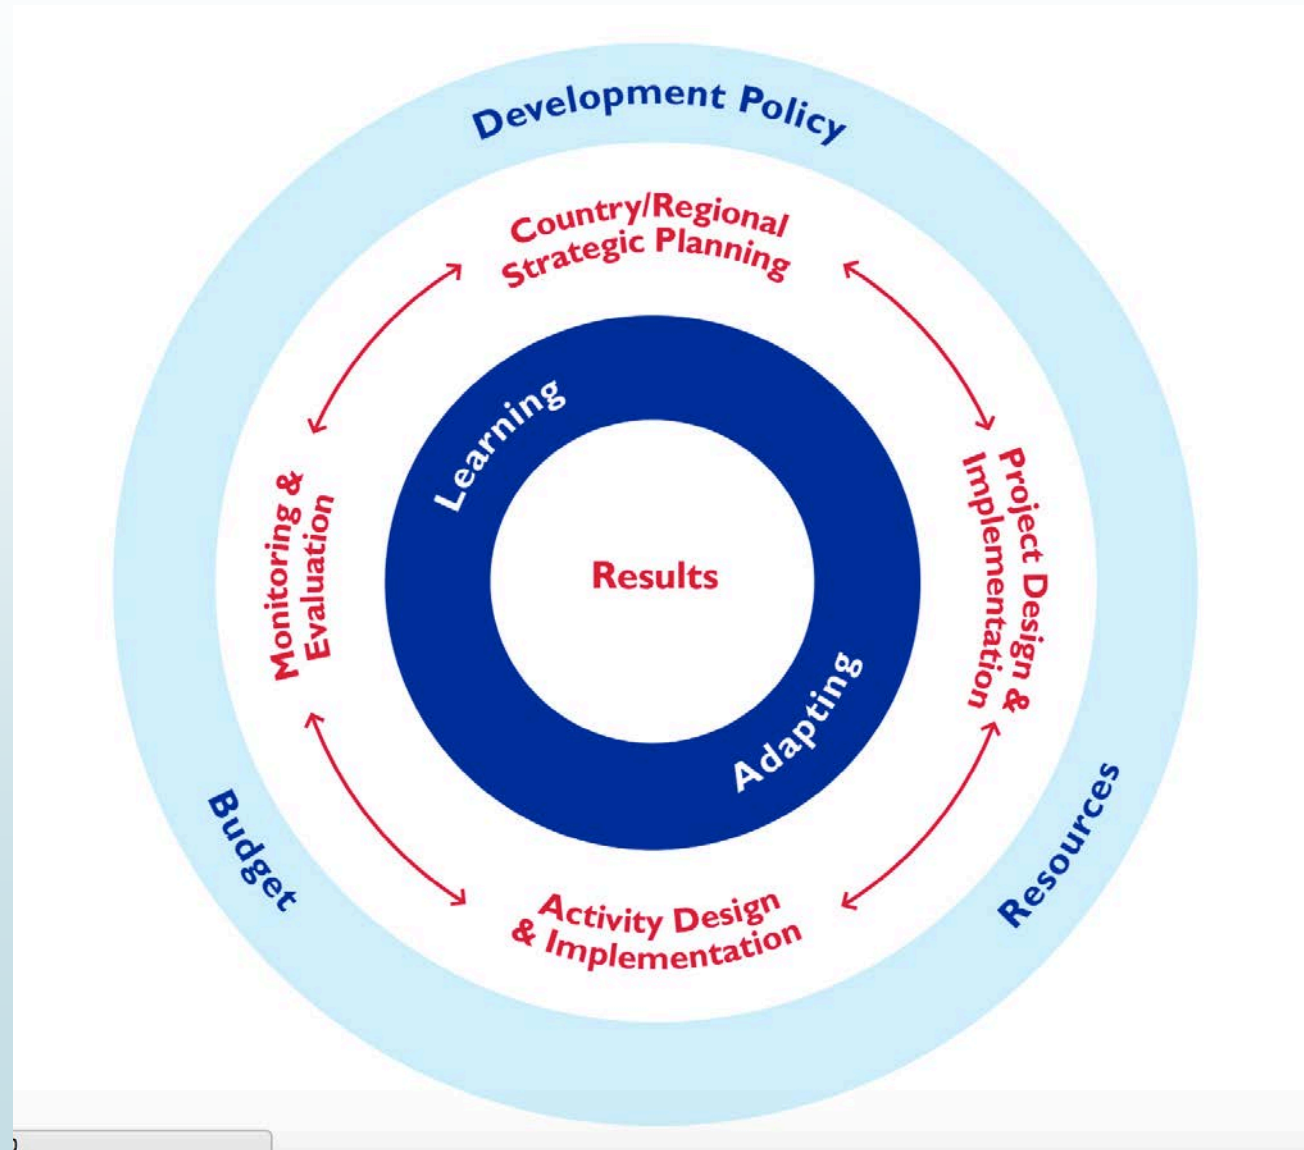 Development Policy
Country/Regional
Strategic Planning
Learning
Monitoring &
Evaluation
Results
Project Design &
Implementation
Adapting
Budget
Resources
Activity Design
& Implementation